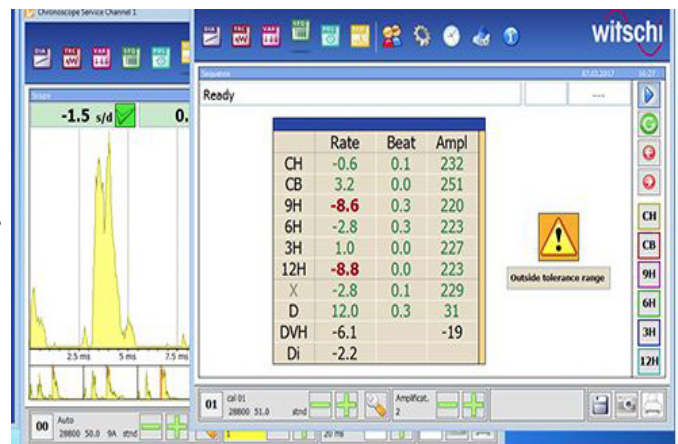 Chronoscope Service Channel 1
witschi
Sequence 07.03.2017 16:27
Ready ---
Scope
-1.5 s/d 0.
Rate Beat Ampl
CH -0.6 0.1 232
CB 3.2 0.0 251
9H -8.6 0.3 220
6H -2.8 0.3 223
3H 1.0 0.0 227
12H -8.8 0.0 223
X -2.8 0.1 229
D 12.0 0.3 31
DVH -6.1 -19
Di -2.2
Outside tolerance range
CH
CB
9H
6H
3H
12H
2.5 ms 5 ms 7.5 ms
01 cal 01 Amplificat.
28800 51.0 stnd 2
00 Auto
28800 50.0 9A stnd 1 20 ms